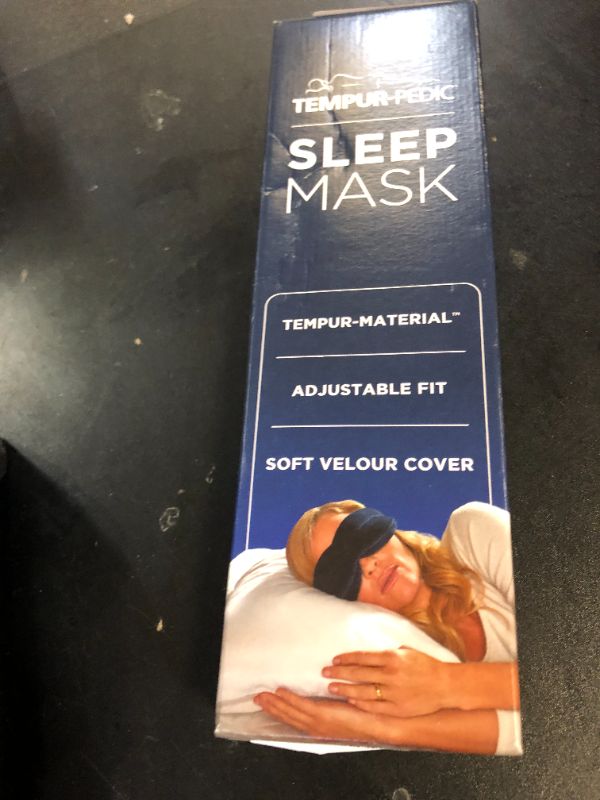 TEMPUR-PEDIC
SLEEP
MASK
TEMPUR-MATERIAL™
ADJUSTABLE FIT
SOFT VELOUR COVER